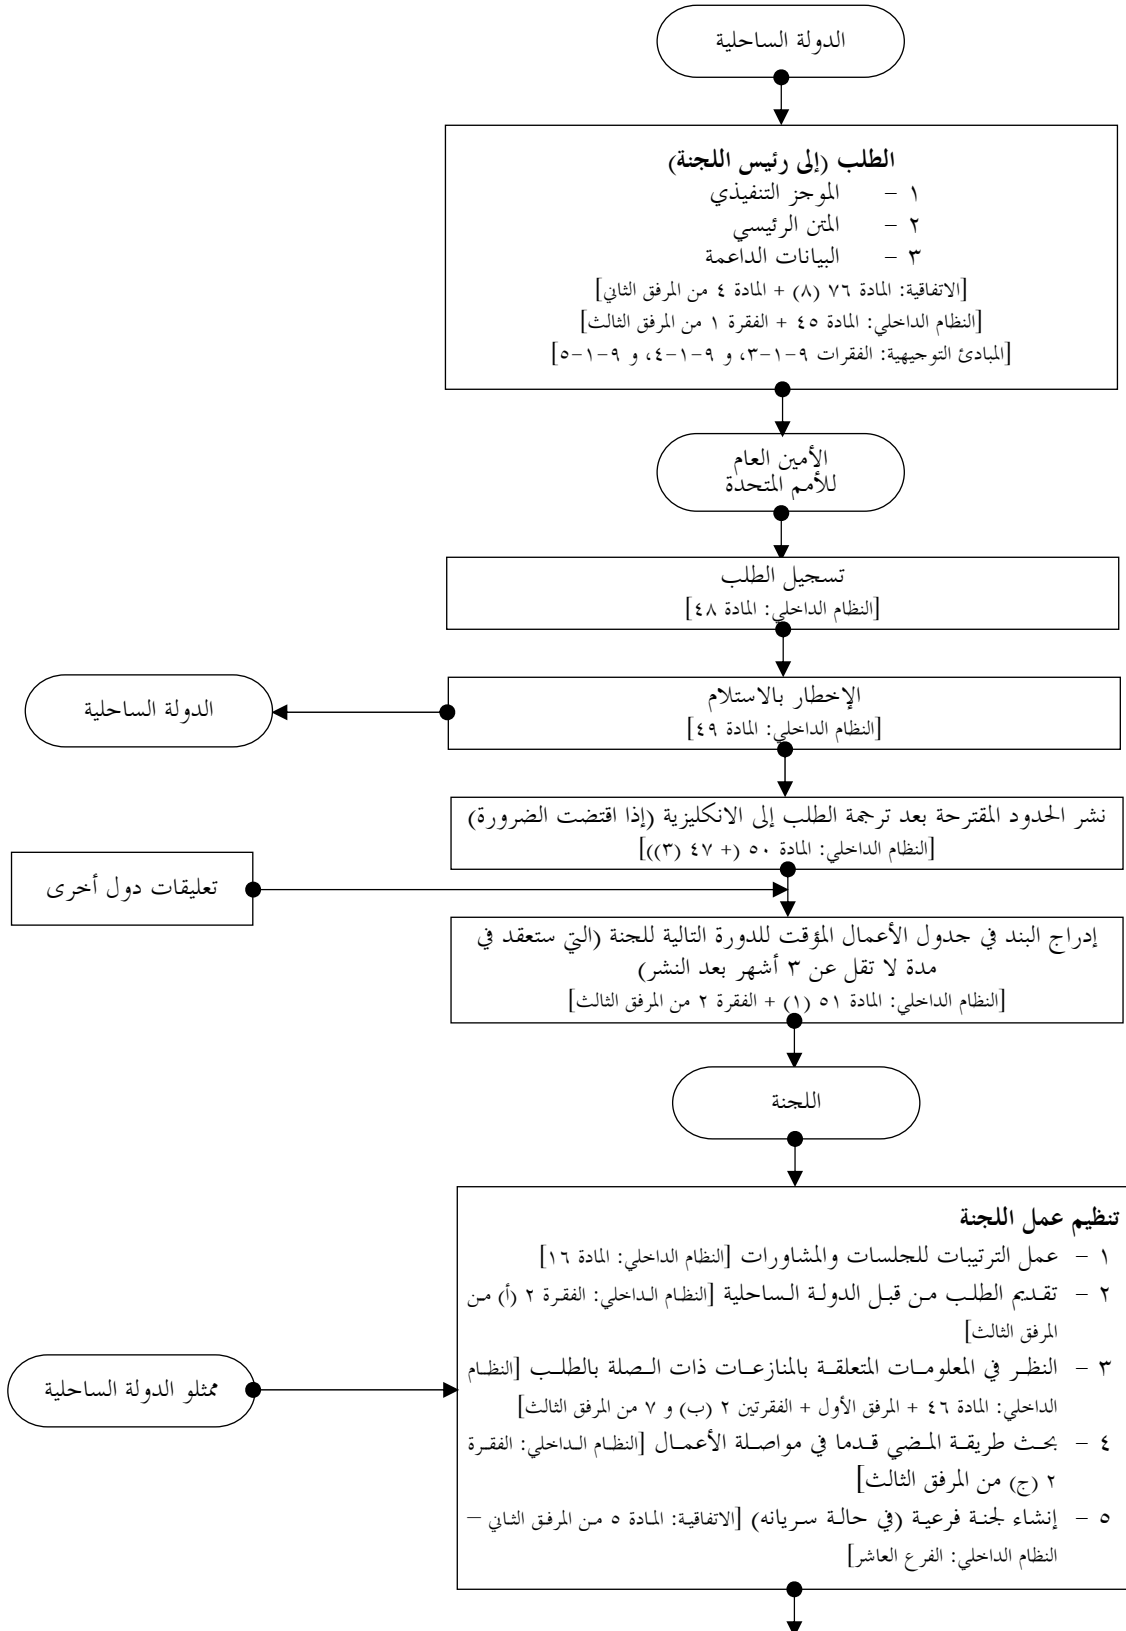 الدولة الساحلية
الطلب (إلى رئيس اللجنة)
١ – الموجز التنفيذي
٢ – المتن الرئيسي
٣ – البيانات الداعمة
[الاتفاقية: المادة ٧٦ (٨) + المادة ٤ من المرفق الثاني]
[النظام الداخلي: المادة ٤٥ + الفقرة ١ من المرفق الثالث]
[المبادئ التوجيهية: الفقرات ٩-١-٣، و ٩-١-٤، و ٩-١-٥]
الأمين العام
للأمم المتحدة
تسجيل الطلب
[النظام الداخلي: المادة ٤٨]
الإخطار بالاستلام
[النظام الداخلي: المادة ٤٩]
الدولة الساحلية
نشر الحدود المقترحة بعد ترجمة الطلب إلى الانكليزية (إذا اقتضت الضرورة)
[النظام الداخلي: المادة ٥٠ (+ ٤٧ (٣))]
تعليقات دول أخرى
إدراج البند في جدول الأعمال المؤقت للدورة التالية للجنة (التي ستعقد في
مدة لا تقل عن ٣ أشهر بعد النشر)
[النظام الداخلي: المادة ٥١ (١) + الفقرة ٢ من المرفق الثالث]
اللجنة
تنظيم عمل اللجنة
١ – عمل الترتيبات للجلسات والمشاورات [النظام الداخلي: المادة ١٦]
٢ – تقديم الطلب من قبل الدولة الساحلية [النظام الداخلي: الفقرة ٢ (أ) من
المرفق الثالث]
٣ – النظر في المعلومات المتعلقة بالمنازعات ذات الصلة بالطلب [النظام
الداخلي: المادة ٤٦ + المرفق الأول + الفقرتين ٢ (ب) و ٧ من المرفق الثالث]
٤ – بحث طريقة المضي قدما في مواصلة الأعمال [النظام الداخلي: الفقرة
٢ (ج) من المرفق الثالث]
٥ – إنشاء لجنة فرعية (في حالة سريانه) [الاتفاقية: المادة ٥ من المرفق الثاني –
النظام الداخلي: الفرع العاشر]
ممثلو الدولة الساحلية